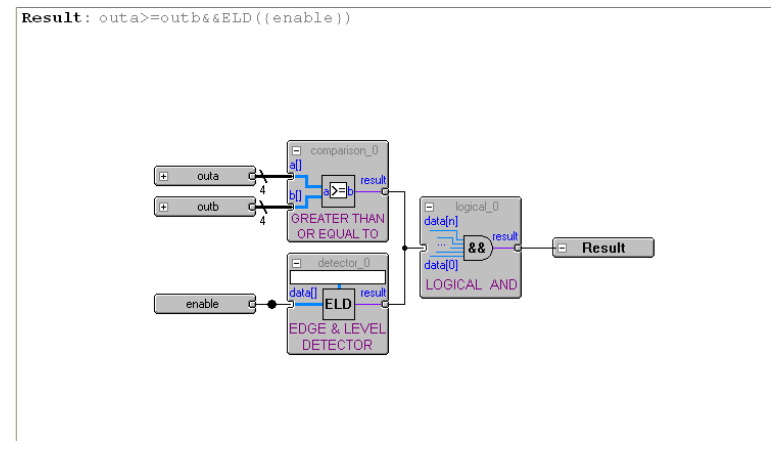 Result: outa>=outb&&ELD({enable})
comparison_0
a[]
result
outa
4
a>=b
outb
b[]
4
GREATER THAN
OR EQUAL TO
logical_0
data[n]
...
&&
result
data[0]
LOGICAL AND
Result
detector_0
data[]
result
enable
ELD
EDGE & LEVEL
DETECTOR